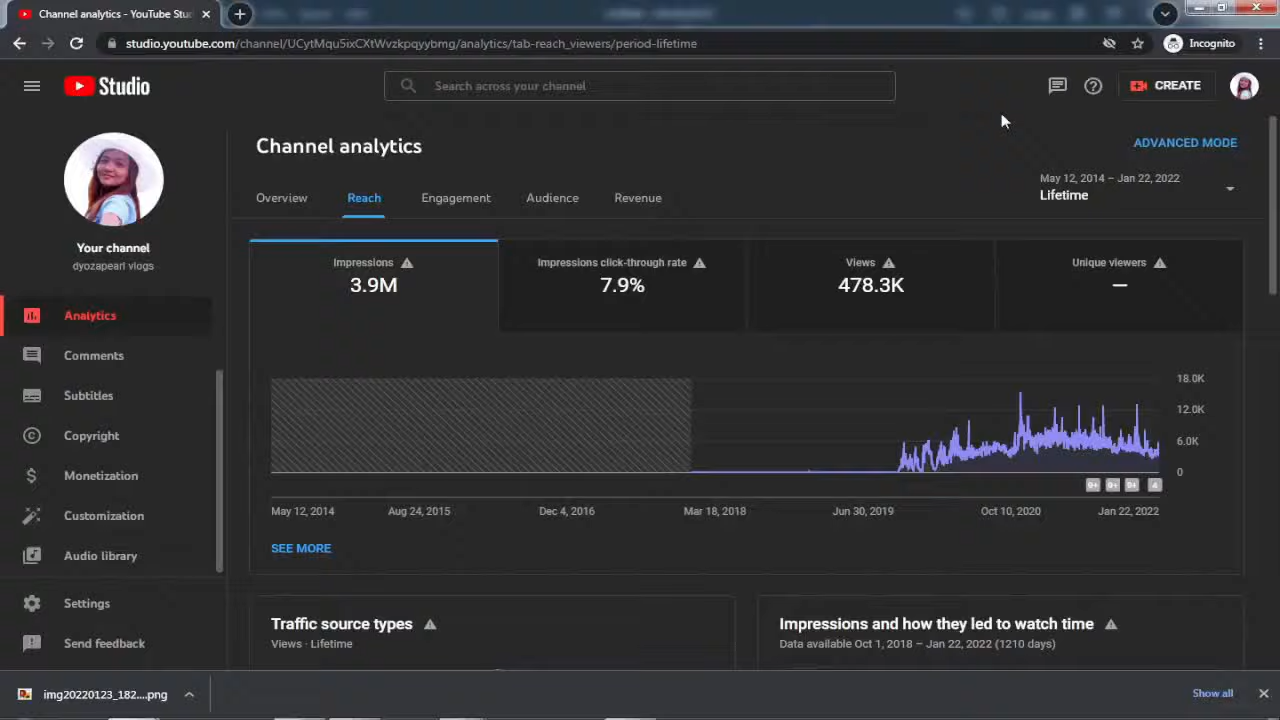 Channel analytics - YouTube Stu
studio.youtube.com/channel/UCytMqu5ixCXtWvzkpqyybmg/analytics/tab-reach_viewers/period-lifetime
Incognito
Studio
Search across your channel
CREATE
Your channel
dyozapearl vlogs
Analytics
Comments
Subtitles
Copyright
Monetization
Customization
Audio library
Settings
Send feedback
Channel analytics
ADVANCED MODE
May 12, 2014 – Jan 22, 2022
Lifetime
Overview
Reach
Engagement
Audience
Revenue
Impressions
3.9M
Impressions click-through rate
7.9%
Views
478.3K
Unique viewers
—
18.0K
12.0K
6.0K
0
9+ 9+ 9+ 4
May 12, 2014
Aug 24, 2015
Dec 4, 2016
Mar 18, 2018
Jun 30, 2019
Oct 10, 2020
Jan 22, 2022
SEE MORE
Traffic source types
Views · Lifetime
Impressions and how they led to watch time
Data available Oct 1, 2018 – Jan 22, 2022 (1210 days)
img20220123_182....png
Show all